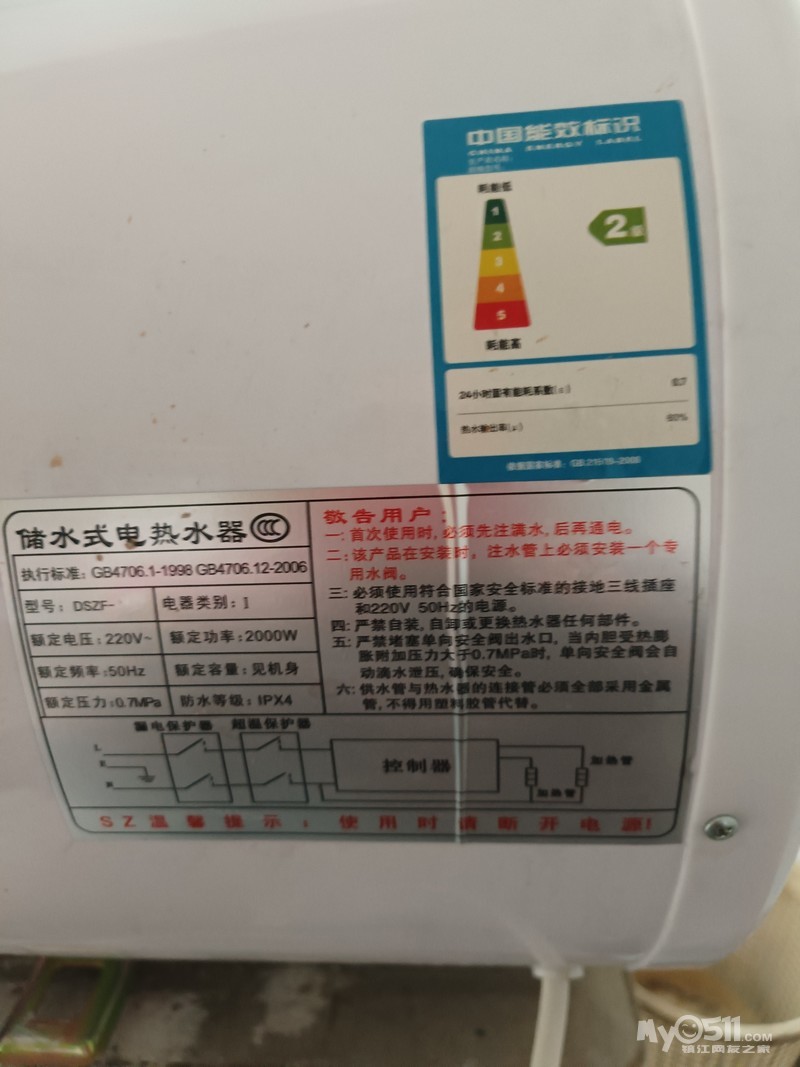 中国能效标识
CHINA ENERGY LABEL
耗能低
1
2
3
4
5
2级
耗能高
24小时固有能耗系数(ε) 0.7
热水输出率(μ) 60%
依据国家标准: GB 21519-2008
储水式电热水器 CCC
执行标准: GB4706.1-1998 GB4706.12-2006
型号: DSZF- 电器类别: I
额定电压: 220V~ 额定功率: 2000W
额定频率: 50Hz 额定容量: 见机身
额定压力: 0.7MPa 防水等级: IPX4
敬告用户:
一: 首次使用时, 必须先注满水, 后再通电。
二: 该产品在安装时, 注水管上必须安装一个专
用水阀。
三: 必须使用符合国家安全标准的接地三线插座
和220V 50Hz的电源。
四: 严禁自装, 自卸或更换热水器任何部件。
五: 严禁堵塞单向安全阀出水口, 当内胆受热膨
胀附加压力大于0.7MPa时, 单向安全阀会自
动滴水泄压, 确保安全。
六: 供水管与热水器的连接管必须全部采用金属
管, 不得用塑料胶管代替。
漏电保护器 超温保护器
L
E
N
控制器
加热管
加热管
SZ温馨提示: 使用时请断开电源!
MyO511.COM
镇江网友之家